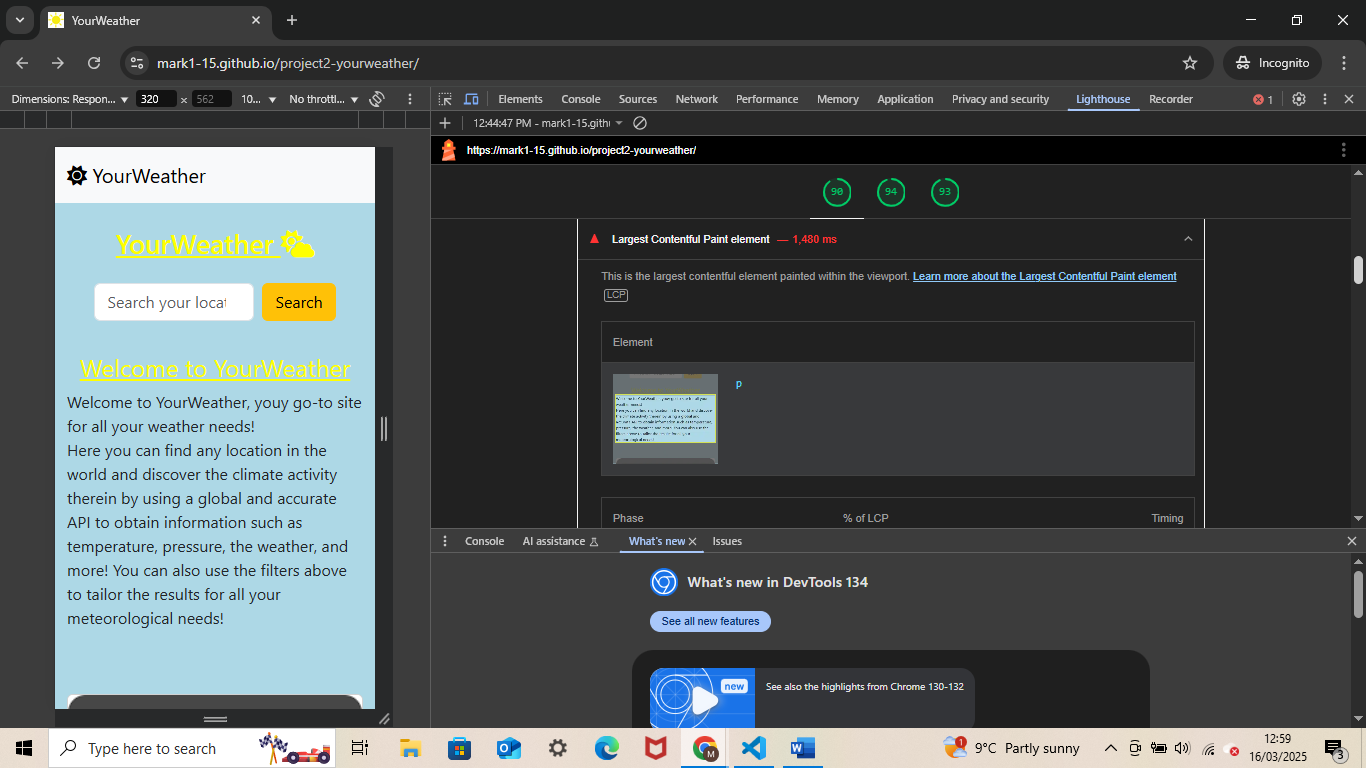 YourWeather
mark1-15.github.io/project2-yourweather/
Incognito
Dimensions: Respon...
320
×
562
10...
No throttl...
Elements
Console
Sources
Network
Performance
Memory
Application
Privacy and security
Lighthouse
Recorder
1
12:44:47 PM - mark1-15.gith
https://mark1-15.github.io/project2-yourweather/
90
94
93
YourWeather
YourWeather
Search your locat
Search
Welcome to YourWeather
Welcome to YourWeather, youy go-to site
for all your weather needs!
Here you can find any location in the
world and discover the climate activity
therein by using a global and accurate
API to obtain information such as
temperature, pressure, the weather, and
more! You can also use the filters above
to tailor the results for all your
meteorological needs!
Largest Contentful Paint element — 1,480 ms
This is the largest contentful element painted within the viewport. Learn more about the Largest Contentful Paint element
LCP
Element
p
Phase
% of LCP
Timing
Console
AI assistance
What's new
Issues
What's new in DevTools 134
See all new features
new
See also the highlights from Chrome 130-132
Type here to search
1
9°C Partly sunny
12:59
16/03/2025
3